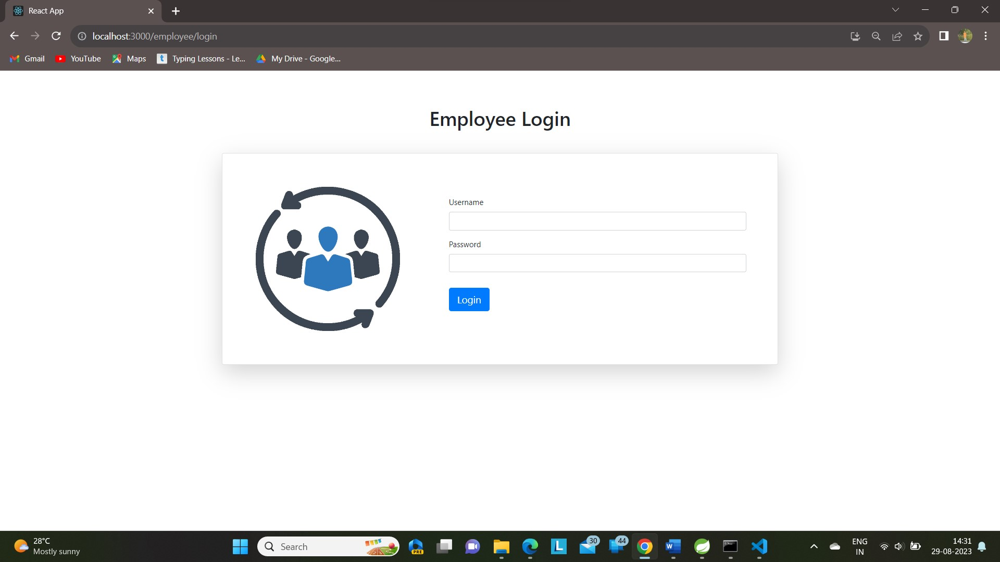 React App
localhost:3000/employee/login
Gmail
YouTube
Maps
t
Typing Lessons - Le...
My Drive - Google...
Employee Login
Username
Password
Login
28°C
Mostly sunny
Search
PRE
L
30
44
W
ENG
IN
14:31
29-08-2023